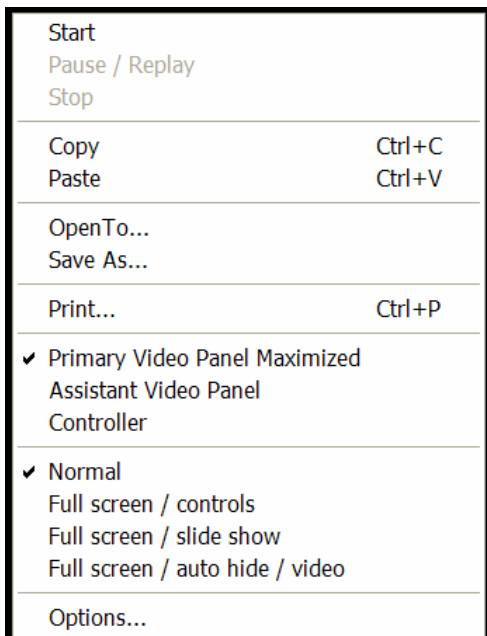 Start
Pause / Replay
Stop
Copy Ctrl+C
Paste Ctrl+V
OpenTo...
Save As...
Print... Ctrl+P
✔ Primary Video Panel Maximized
Assistant Video Panel
Controller
✔ Normal
Full screen / controls
Full screen / slide show
Full screen / auto hide / video
Options...